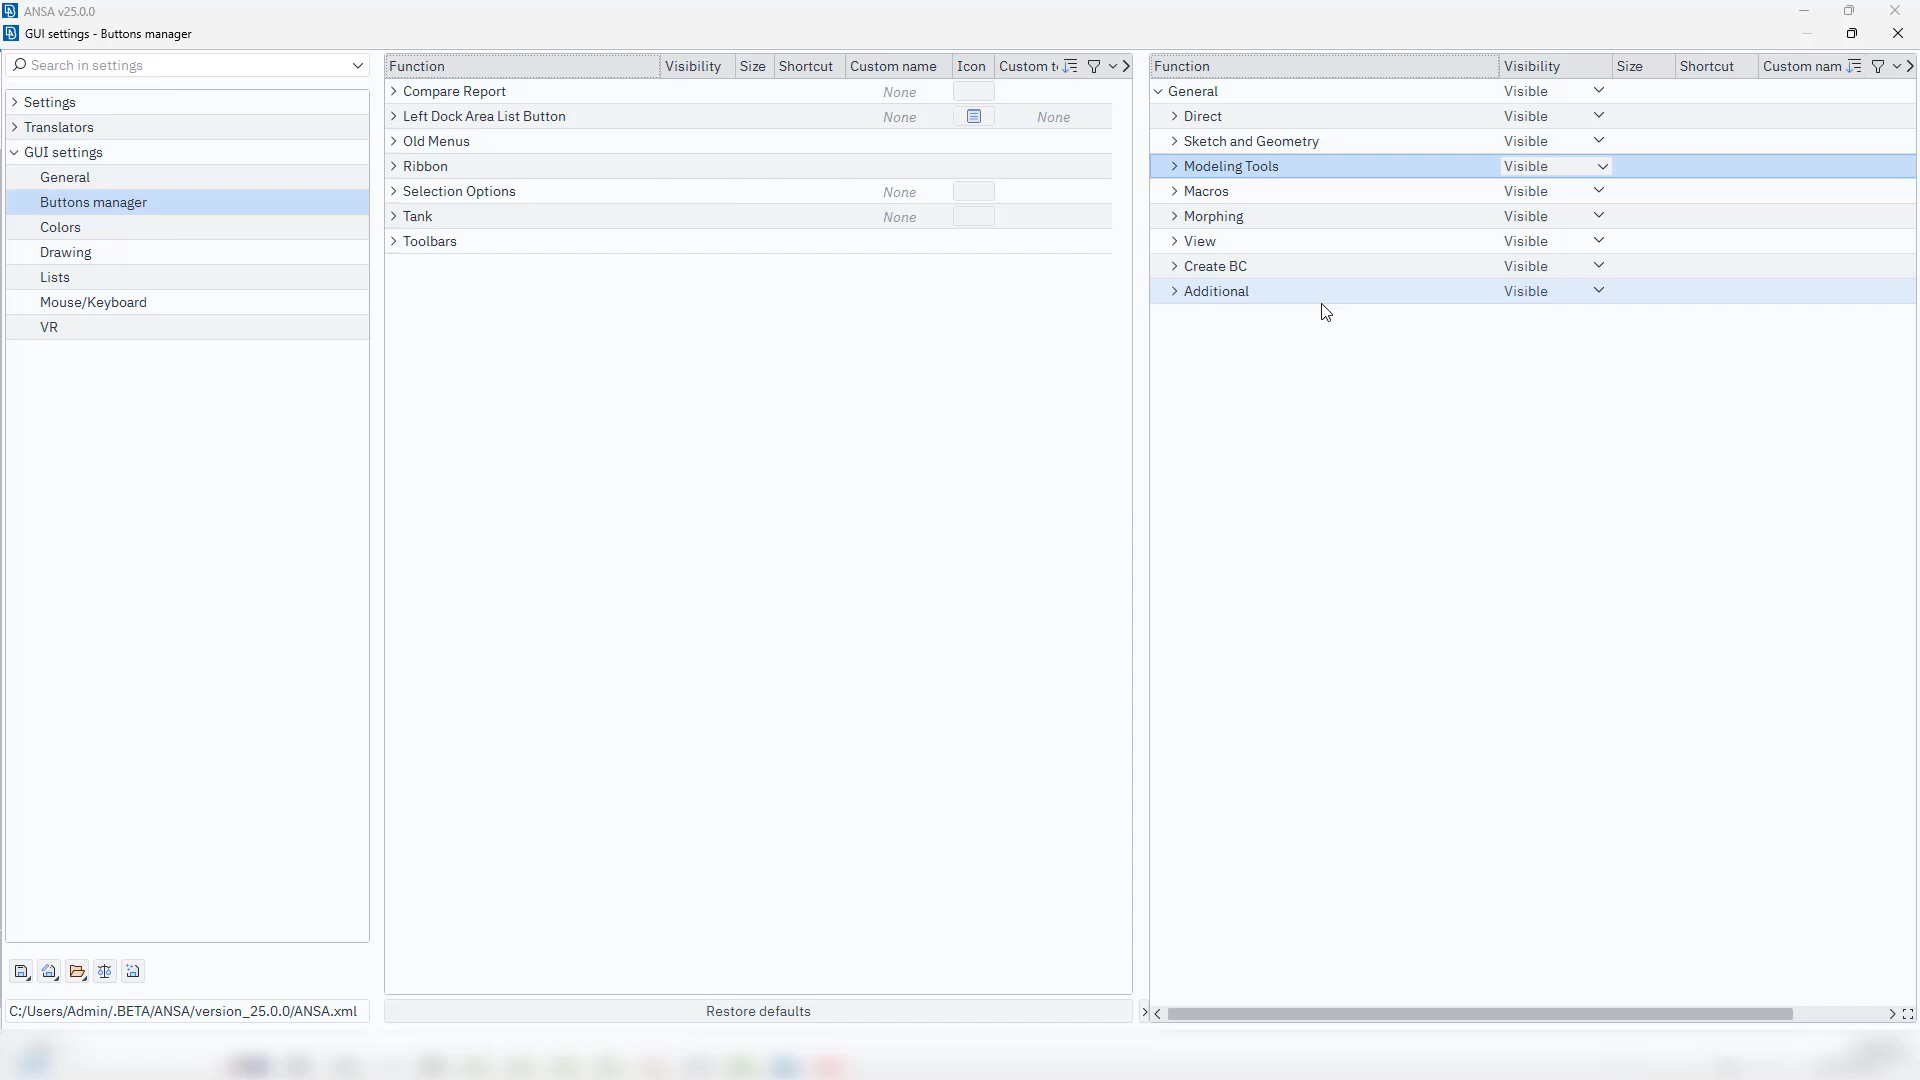 ANSA v25.0.0
GUI settings - Buttons manager
Search in settings
Settings
Translators
GUI settings
General
Buttons manager
Colors
Drawing
Lists
Mouse/Keyboard
VR
C:/Users/Admin/.BETA/ANSA/version_25.0.0/ANSA.xml
Function Visibility Size Shortcut Custom name Icon Custom t
Compare Report None
Left Dock Area List Button None None
Old Menus
Ribbon
Selection Options None
Tank None
Toolbars
Restore defaults
Function Visibility Size Shortcut Custom nam
General Visible
Direct Visible
Sketch and Geometry Visible
Modeling Tools Visible
Macros Visible
Morphing Visible
View Visible
Create BC Visible
Additional Visible